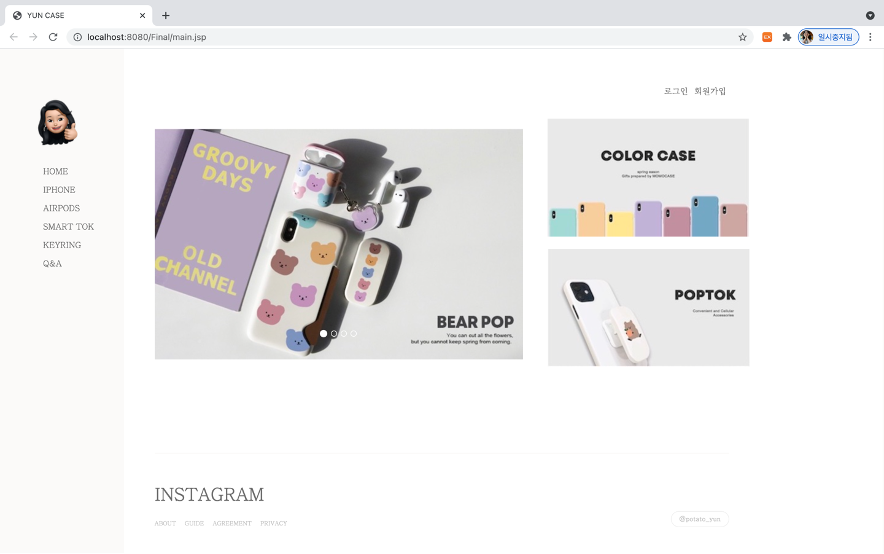 YUN CASE
localhost:8080/Final/main.jsp
일시중지됨
로그인 회원가입
HOME
IPHONE
AIRPODS
SMART TOK
KEYRING
Q&A
GROOVY
DAYS
OLD
CHANNEL
BEAR POP
You can cut all the flowers,
but you cannot keep spring from coming.
COLOR CASE
spring season
Gifts prepared by MONOCASE
POPTOK
Convenient and Cellular
Accessories
INSTAGRAM
ABOUT GUIDE AGREEMENT PRIVACY
@potato_yun